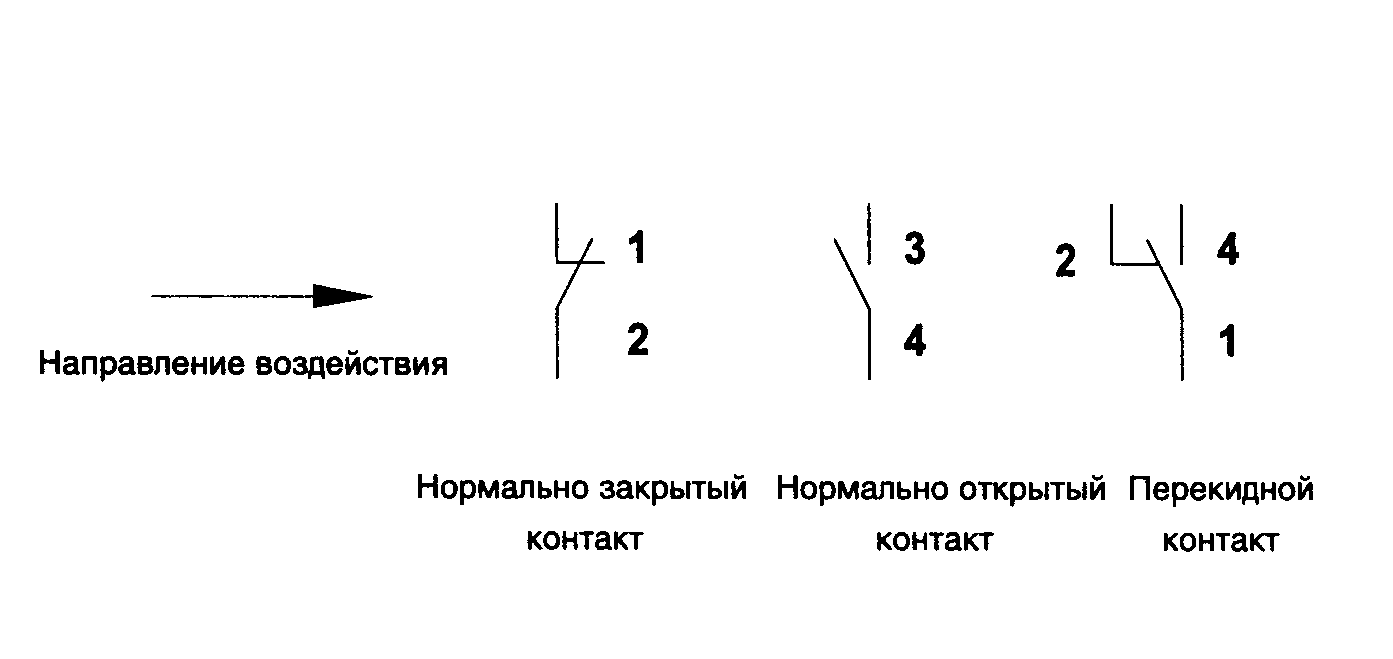 1
3
2
4
2
4
1
Направление воздействия
Нормально закрытый
контакт
Нормально открытый
контакт
Перекидной
контакт